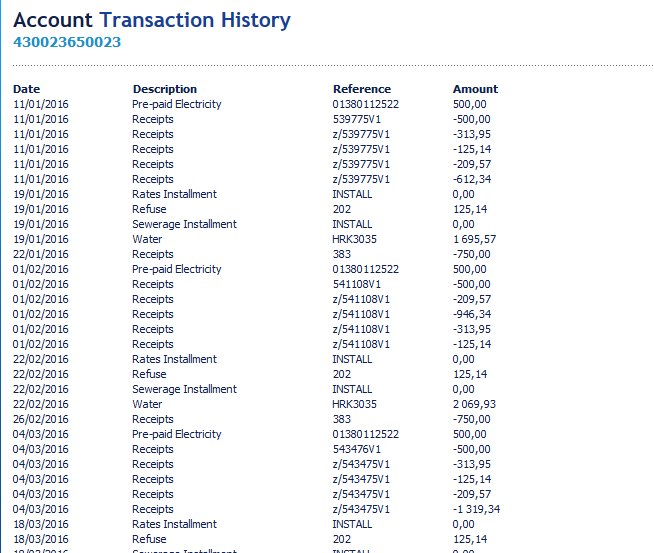 Account Transaction History
430023650023
Date Description Reference Amount
11/01/2016 Pre-paid Electricity 01380112522 500,00
11/01/2016 Receipts 539775V1 -500,00
11/01/2016 Receipts z/539775V1 -313,95
11/01/2016 Receipts z/539775V1 -125,14
11/01/2016 Receipts z/539775V1 -209,57
11/01/2016 Receipts z/539775V1 -612,34
19/01/2016 Rates Installment INSTALL 0,00
19/01/2016 Refuse 202 125,14
19/01/2016 Sewerage Installment INSTALL 0,00
19/01/2016 Water HRK3035 1 695,57
22/01/2016 Receipts 383 -750,00
01/02/2016 Pre-paid Electricity 01380112522 500,00
01/02/2016 Receipts 541108V1 -500,00
01/02/2016 Receipts z/541108V1 -209,57
01/02/2016 Receipts z/541108V1 -946,34
01/02/2016 Receipts z/541108V1 -313,95
01/02/2016 Receipts z/541108V1 -125,14
22/02/2016 Rates Installment INSTALL 0,00
22/02/2016 Refuse 202 125,14
22/02/2016 Sewerage Installment INSTALL 0,00
22/02/2016 Water HRK3035 2 069,93
26/02/2016 Receipts 383 -750,00
04/03/2016 Pre-paid Electricity 01380112522 500,00
04/03/2016 Receipts 543476V1 -500,00
04/03/2016 Receipts z/543475V1 -313,95
04/03/2016 Receipts z/543475V1 -125,14
04/03/2016 Receipts z/543475V1 -209,57
04/03/2016 Receipts z/543475V1 -1 319,34
18/03/2016 Rates Installment INSTALL 0,00
18/03/2016 Refuse 202 125,14
18/03/2016 Sewerage Installment INSTALL 0,00